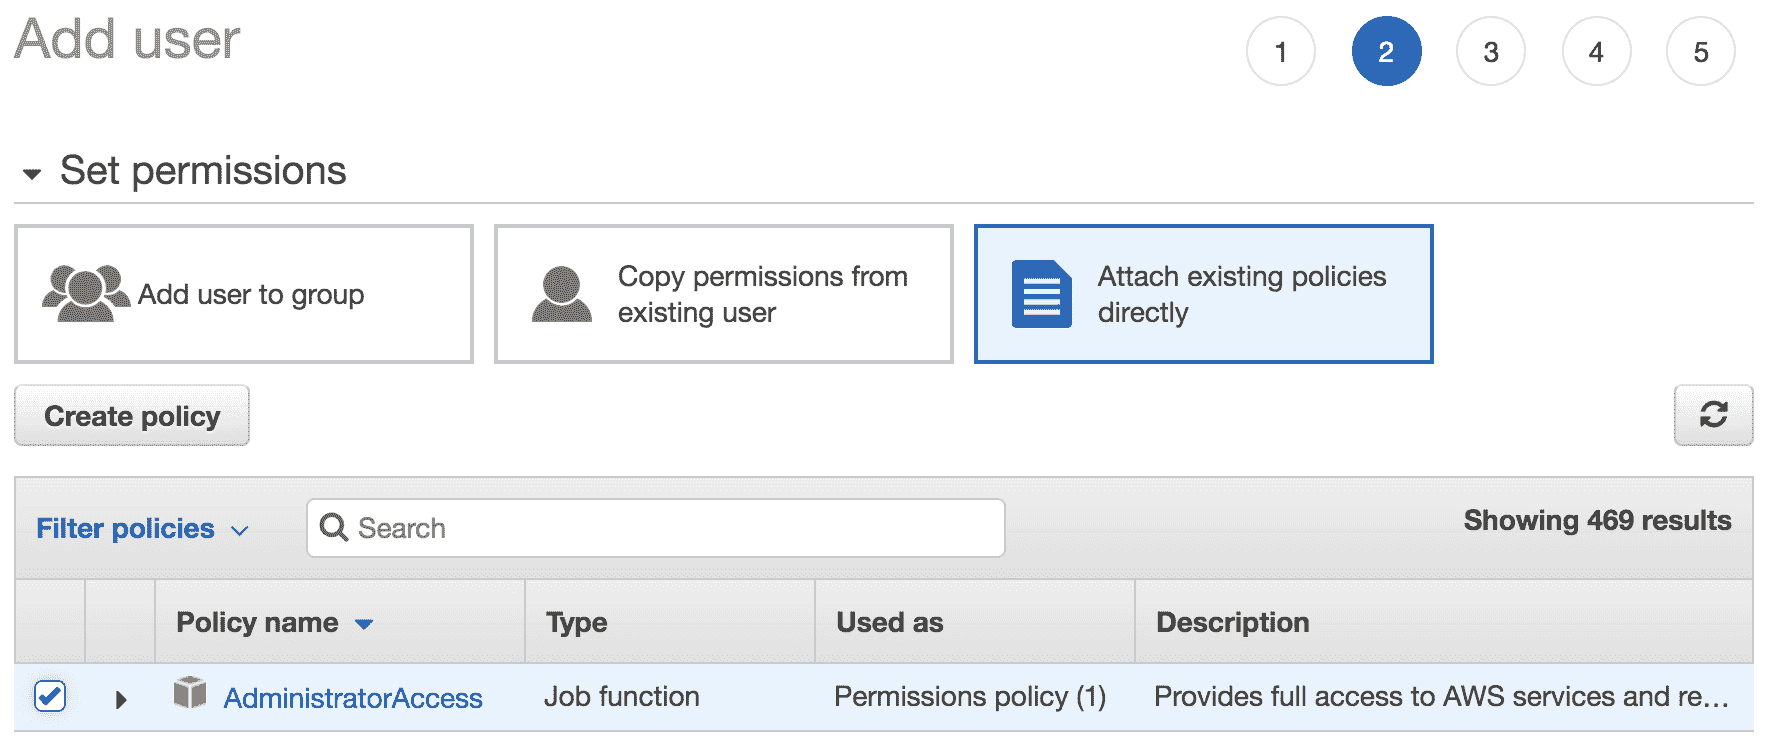 Add user
1 2 3 4 5
Set permissions
Add user to group
Copy permissions from
existing user
Attach existing policies
directly
Create policy
Filter policies
Search
Showing 469 results
Policy name Type Used as Description
AdministratorAccess Job function Permissions policy (1) Provides full access to AWS services and re...